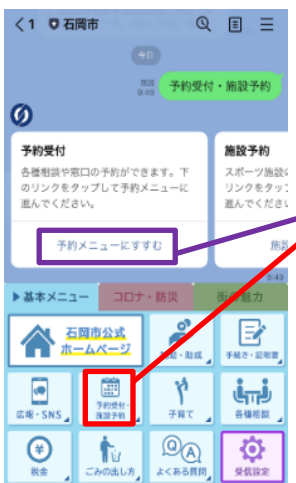 1 石岡市
今日
既読
9:49
予約受付・施設予約
予約受付
各種相談や窓口の予約ができます。下
のリンクをタップして予約メニューに
進んでください。
予約メニューにすすむ
施設予約
スポーツ施設の
リンクをタップ
進んでください
施設
9:49
▶基本メニュー
コロナ・防災
街の魅力
石岡市公式
ホームページ
・助成
手続き・証明書
広報・SNS
予約受付・
施設予約
子育て
各種相談
税金
ごみの出し方
よくある質問
受信設定